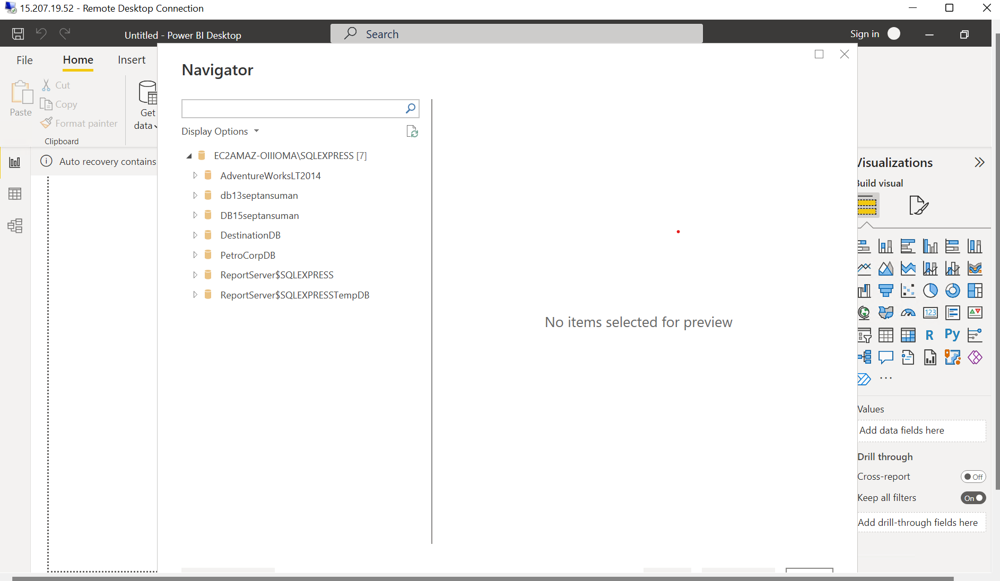 15.207.19.52 - Remote Desktop Connection
Untitled - Power BI Desktop
Search
Sign in
File
Home
Insert
Paste
Cut
Copy
Format painter
Clipboard
Get
data
Auto recovery contains
Navigator
Display Options
EC2AMAZ-OIIIOMA\SQLEXPRESS [7]
AdventureWorksLT2014
db13septansuman
DB15septansuman
DestinationDB
PetroCorpDB
ReportServer$SQLEXPRESS
ReportServer$SQLEXPRESSTempDB
No items selected for preview
Visualizations
Build visual
123
R
Py
...
Values
Add data fields here
Drill through
Cross-report
Off
Keep all filters
On
Add drill-through fields here